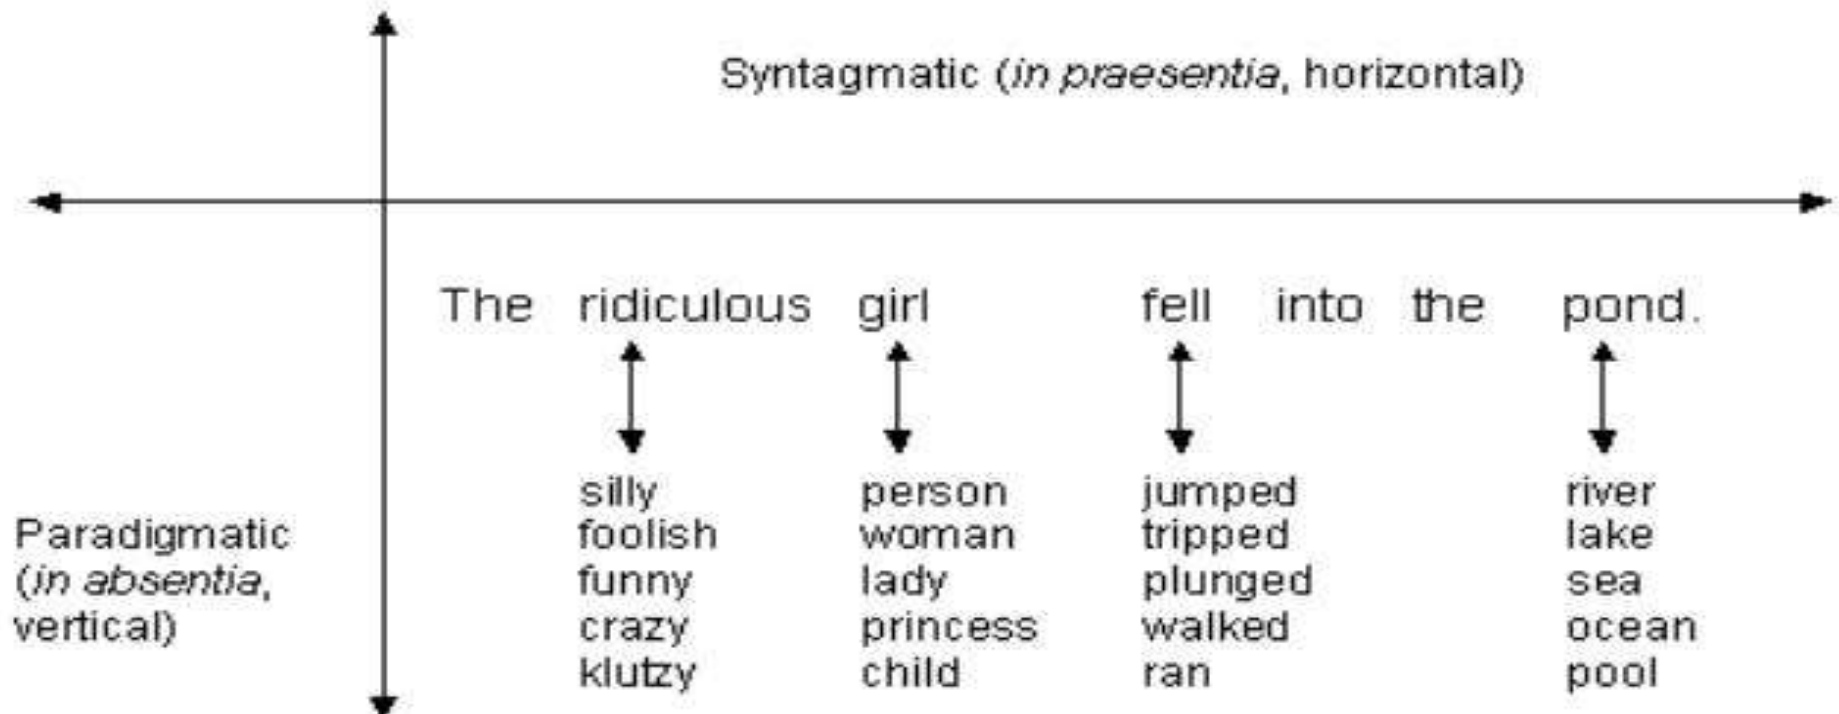 Syntagmatic (in praesentia, horizontal)
The ridiculous girl fell into the pond.
silly person jumped river
foolish woman tripped lake
funny lady plunged sea
crazy princess walked ocean
klutzy child ran pool
Paradigmatic
(in absentia,
vertical)